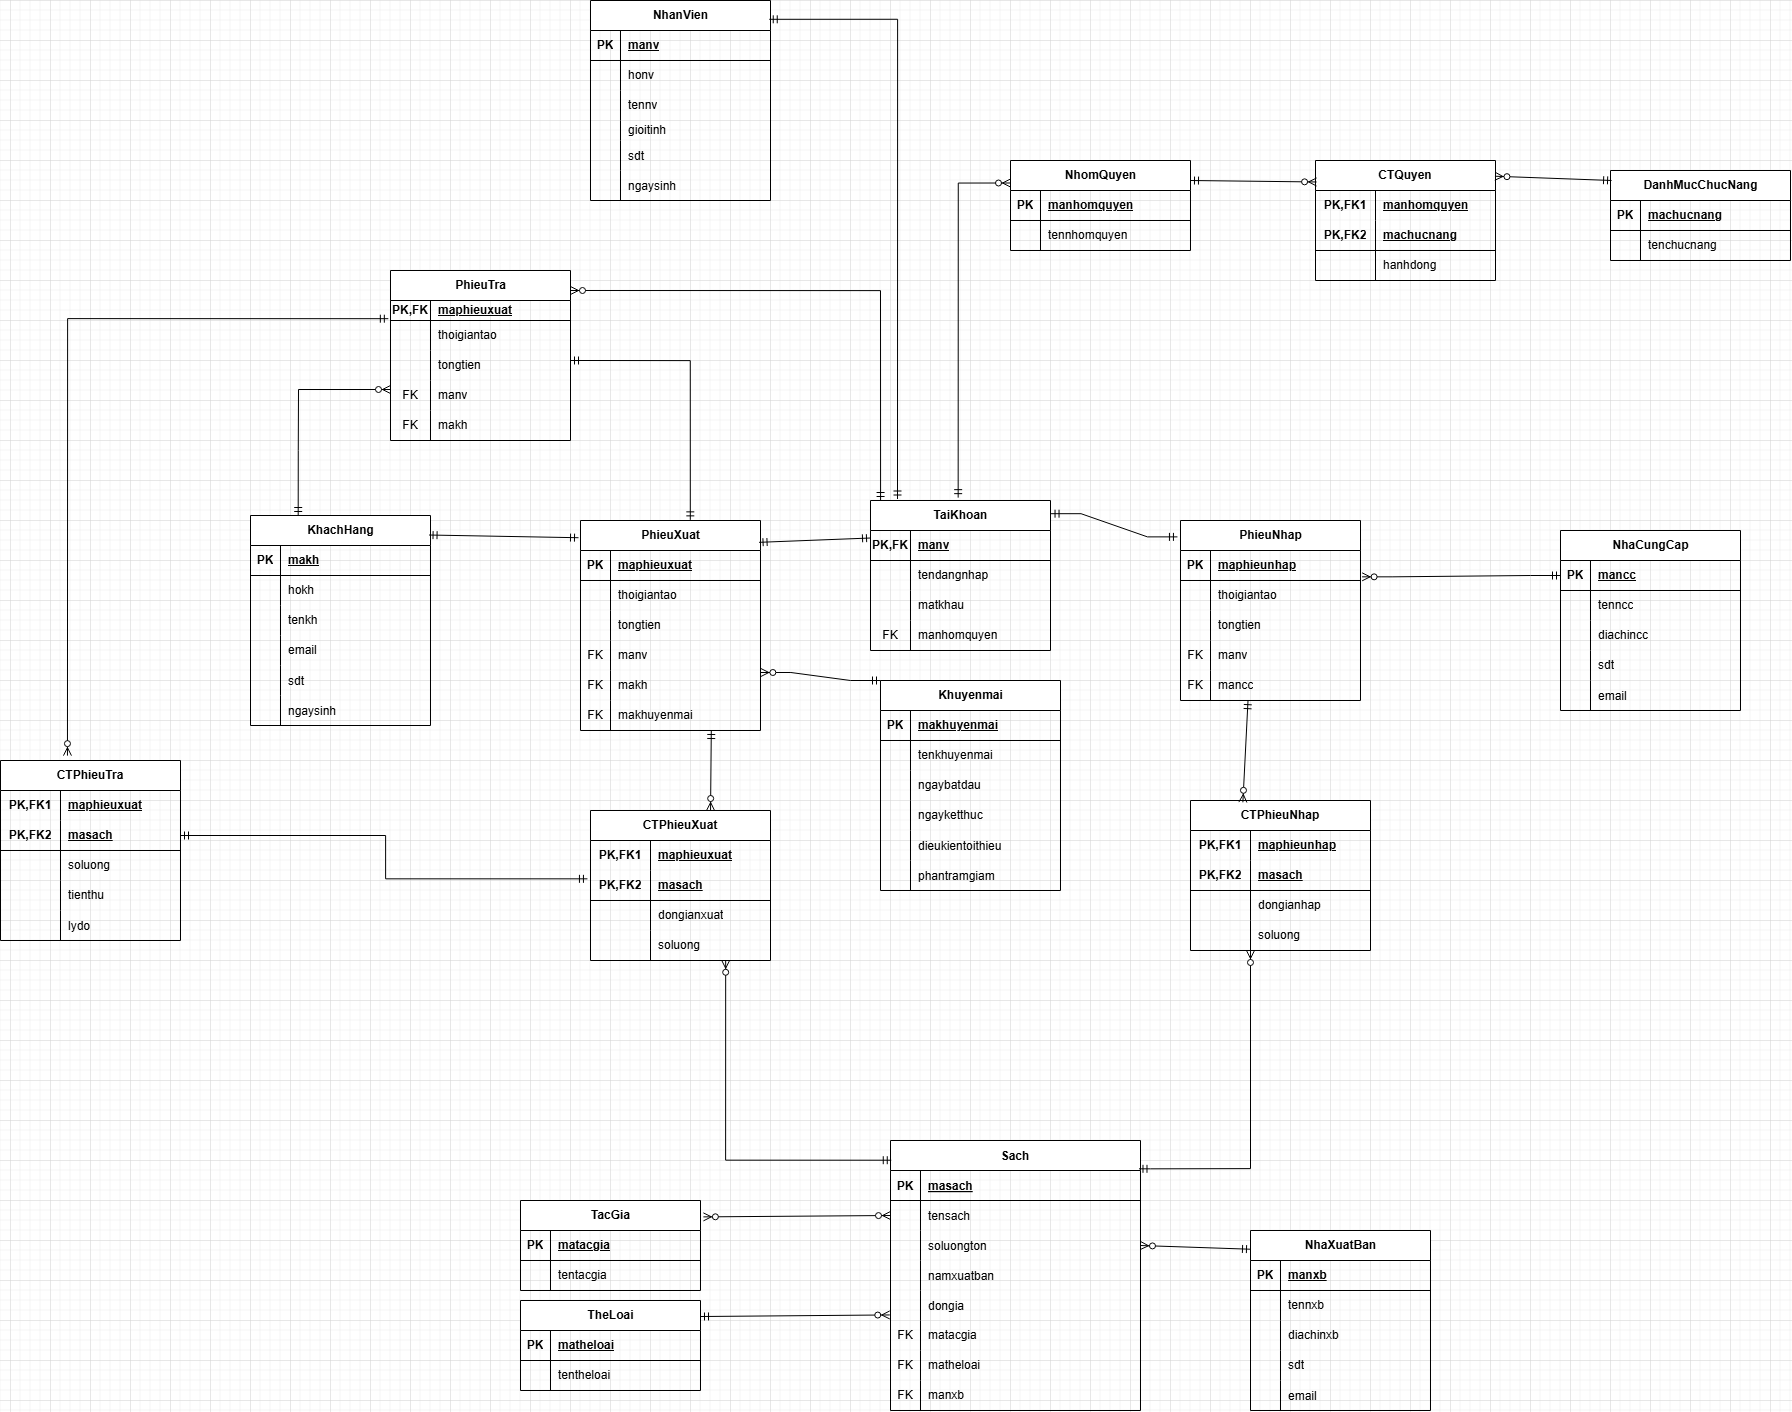 NhanVien
PK manv
honv
tennv
gioitinh
sdt
ngaysinh
NhomQuyen
PK manhomquyen
tennhomquyen
CTQuyen
PK,FK1 manhomquyen
PK,FK2 machucnang
hanhdong
DanhMucChucNang
PK machucnang
tenchucnang
PhieuTra
PK,FK maphieuxuat
thoigiantao
tongtien
FK manv
FK makh
KhachHang
PK makh
hokh
tenkh
email
sdt
ngaysinh
PhieuXuat
PK maphieuxuat
thoigiantao
tongtien
FK manv
FK makh
FK makhuyenmai
TaiKhoan
PK,FK manv
tendangnhap
matkhau
FK manhomquyen
PhieuNhap
PK maphieunhap
thoigiantao
tongtien
FK manv
FK mancc
NhaCungCap
PK mancc
tenncc
diachincc
sdt
email
Khuyenmai
PK makhuyenmai
tenkhuyenmai
ngaybatdau
ngayketthuc
dieukientoithieu
phantramgiam
CTPhieuTra
PK,FK1 maphieuxuat
PK,FK2 masach
soluong
tienthu
lydo
CTPhieuXuat
PK,FK1 maphieuxuat
PK,FK2 masach
dongianxuat
soluong
CTPhieuNhap
PK,FK1 maphieunhap
PK,FK2 masach
dongianhap
soluong
Sach
PK masach
tensach
soluongton
namxuatban
dongia
FK matacgia
FK matheloai
FK manxb
TacGia
PK matacgia
tentacgia
TheLoai
PK matheloai
tentheloai
NhaXuatBan
PK manxb
tennxb
diachinxb
sdt
email